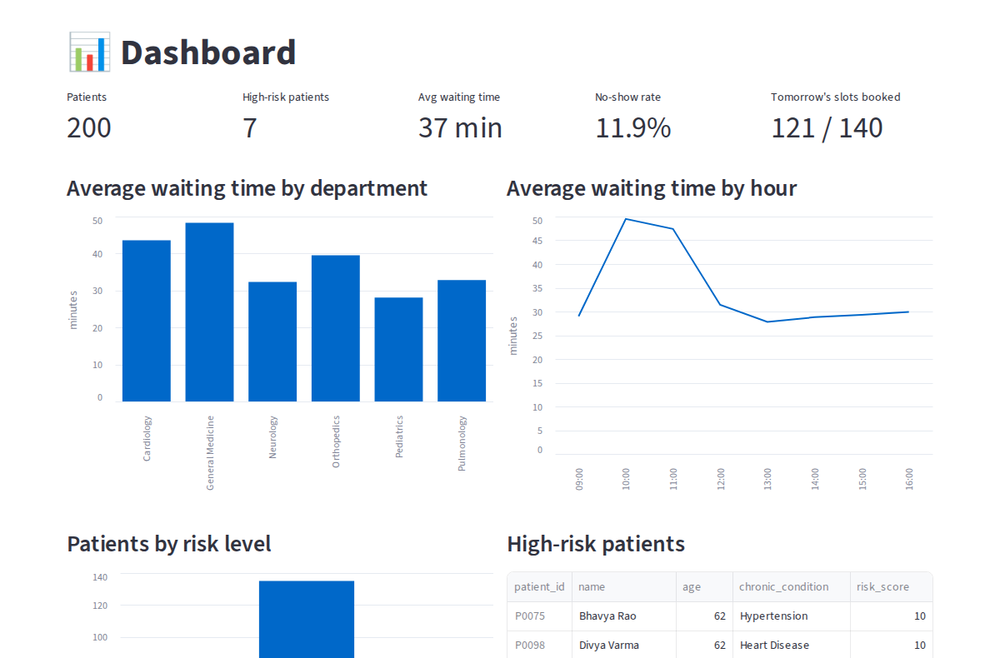 Dashboard
Patients
200
High-risk patients
7
Avg waiting time
37 min
No-show rate
11.9%
Tomorrow's slots booked
121 / 140
Average waiting time by department
50
40
30
20
10
0
minutes
Cardiology
General Medicine
Neurology
Orthopedics
Pediatrics
Pulmonology
Average waiting time by hour
50
45
40
35
30
25
20
15
10
5
0
minutes
09:00
10:00
11:00
12:00
13:00
14:00
15:00
16:00
Patients by risk level
140
120
100
High-risk patients
patient_id name age chronic_condition risk_score
P0075 Bhavya Rao 62 Hypertension 10
P0098 Divya Varma 62 Heart Disease 10